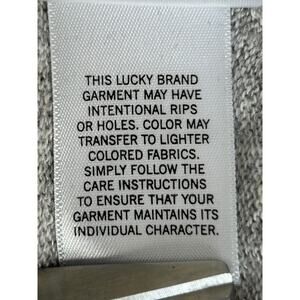 THIS LUCKY BRAND
GARMENT MAY HAVE
INTENTIONAL RIPS
OR HOLES. COLOR MAY
TRANSFER TO LIGHTER
COLORED FABRICS.
SIMPLY FOLLOW THE
CARE INSTRUCTIONS
TO ENSURE THAT YOUR
GARMENT MAINTAINS ITS
INDIVIDUAL CHARACTER.